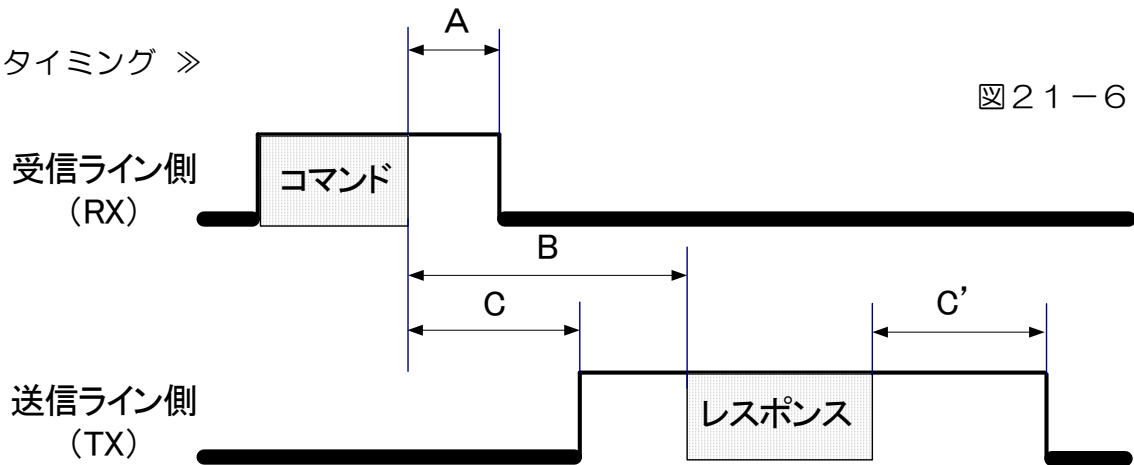 A
タイミング ≫
図21-6
受信ライン側
(RX)
コマンド
B
C
C’
送信ライン側
(TX)
レスポンス